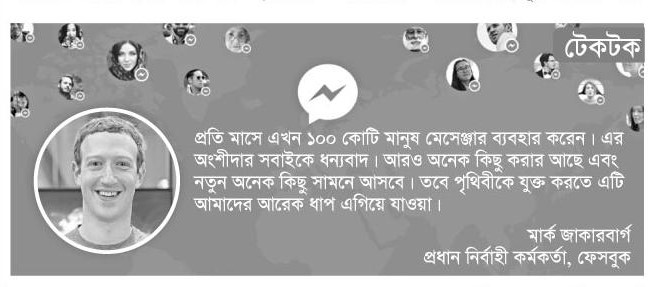 টেকটক
প্রতি মাসে এখন ১০০ কোটি মানুষ মেসেঞ্জার ব্যবহার করেন। এর
অংশীদার সবাইকে ধন্যবাদ। আরও অনেক কিছু করার আছে এবং
নতুন অনেক কিছু সামনে আসবে। তবে পৃথিবীকে যুক্ত করতে এটি
আমাদের আরেক ধাপ এগিয়ে যাওয়া।
মার্ক জাকারবার্গ
প্রধান নির্বাহী কর্মকর্তা, ফেসবুক